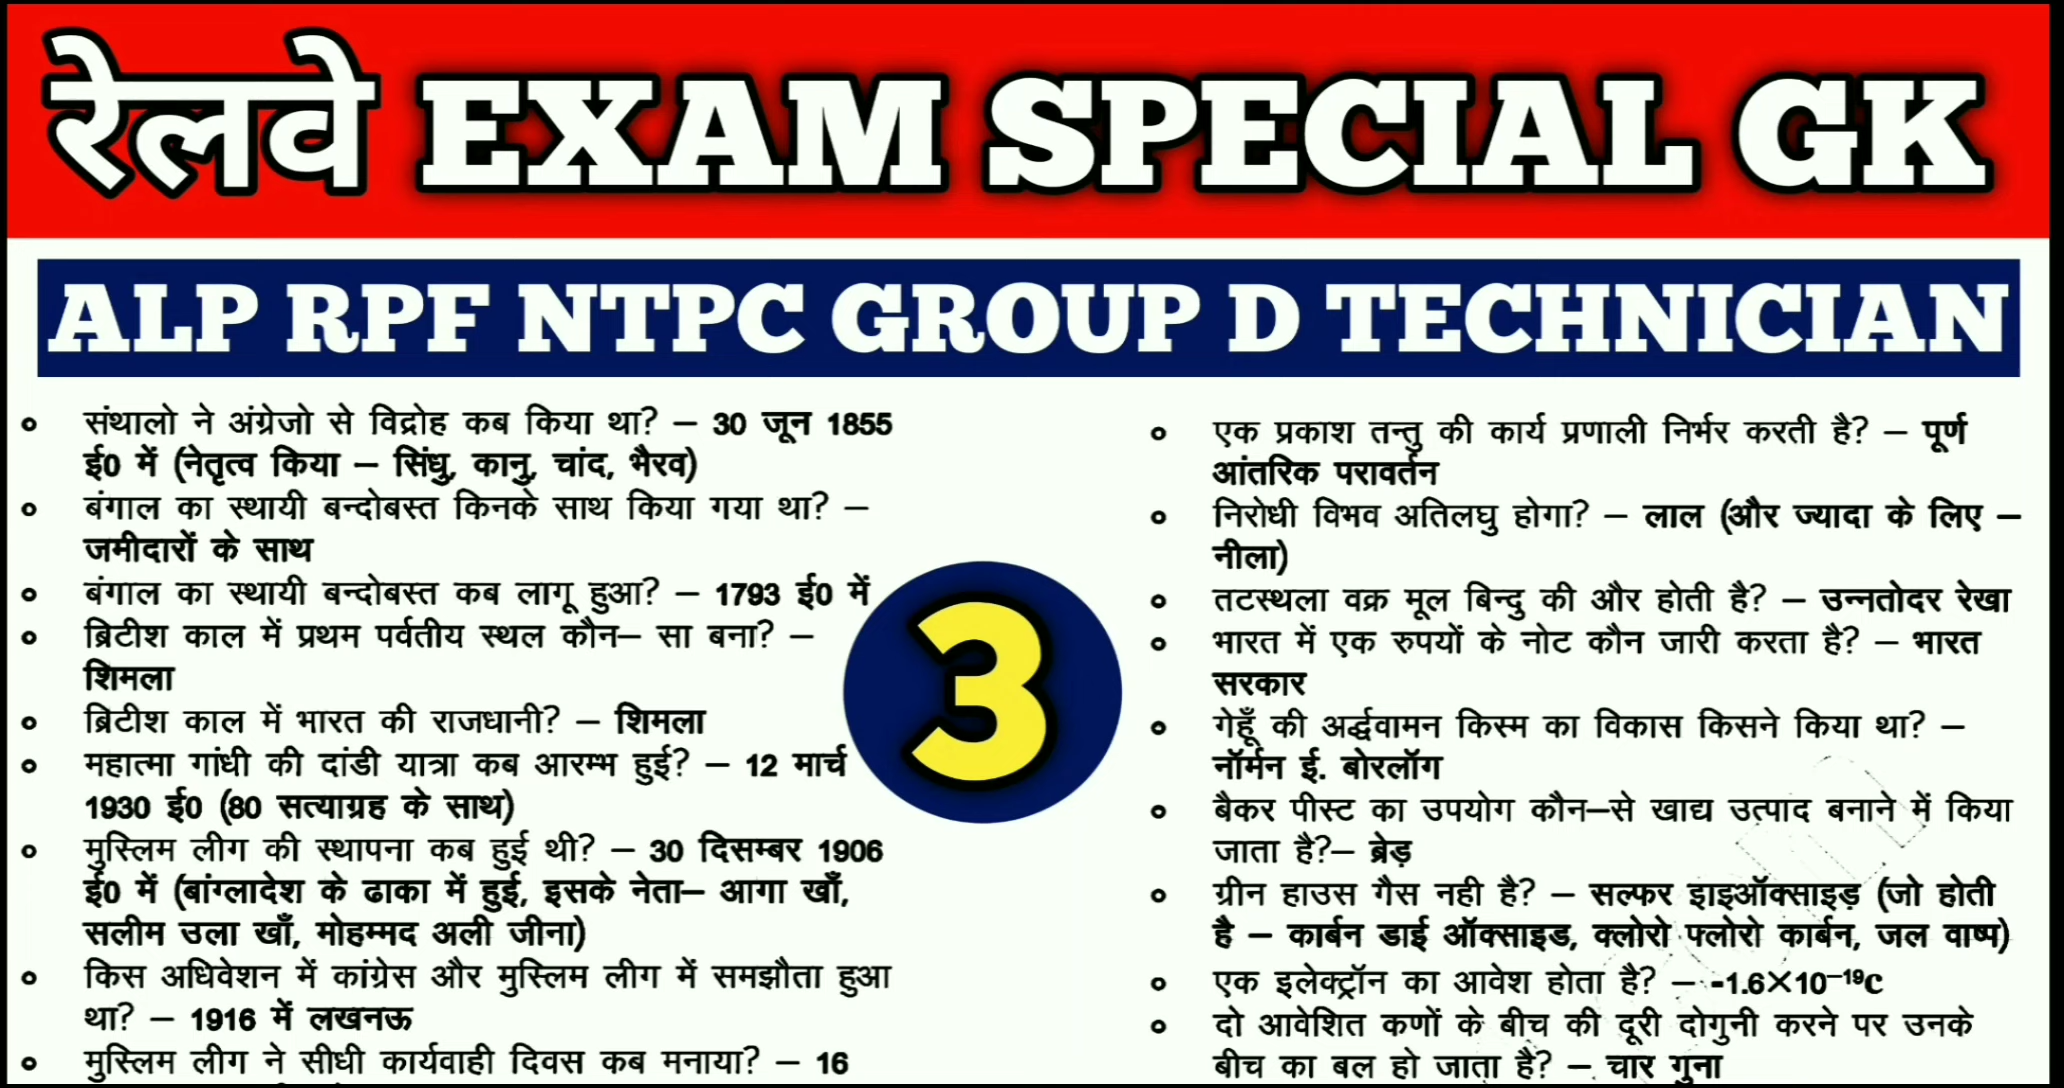 रेलवे EXAM SPECIAL GK
ALP RPF NTPC GROUP D TECHNICIAN
• संथालो ने अंग्रेजो से विद्रोह कब किया था? – 30 जून 1855
ई0 में (नेतृत्व किया – सिंधु, कानु, चांद, भैरव)
• बंगाल का स्थायी बन्दोबस्त किनके साथ किया गया था? –
जमीदारों के साथ
• बंगाल का स्थायी बन्दोबस्त कब लागू हुआ? – 1793 ई0 में
• ब्रिटीश काल में प्रथम पर्वतीय स्थल कौन– सा बना? –
शिमला
• ब्रिटीश काल में भारत की राजधानी? – शिमला
• महात्मा गांधी की दांडी यात्रा कब आरम्भ हुई? – 12 मार्च
1930 ई0 (80 सत्याग्रह के साथ)
• मुस्लिम लीग की स्थापना कब हुई थी? – 30 दिसम्बर 1906
ई0 में (बांग्लादेश के ढाका में हुई, इसके नेता– आगा खाँ,
सलीम उला खाँ, मोहम्मद अली जीना)
• किस अधिवेशन में कांग्रेस और मुस्लिम लीग में समझौता हुआ
था? – 1916 में लखनऊ
• मुस्लिम लीग ने सीधी कार्यवाही दिवस कब मनाया? – 16
3
• एक प्रकाश तन्तु की कार्य प्रणाली निर्भर करती है? – पूर्ण
आंतरिक परावर्तन
• निरोधी विभव अतिलघु होगा? – लाल (और ज्यादा के लिए –
नीला)
• तटस्थला वक्र मूल बिन्दु की और होती है? – उन्नतोदर रेखा
• भारत में एक रुपयों के नोट कौन जारी करता है? – भारत
सरकार
• गेहूँ की अर्द्धवामन किस्म का विकास किसने किया था? –
नॉर्मन ई. बोरलॉग
• बैकर पीस्ट का उपयोग कौन–से खाद्य उत्पाद बनाने में किया
जाता है?– ब्रेड़
• ग्रीन हाउस गैस नही है? – सल्फर डाइऑक्साइड़ (जो होती
है – कार्बन डाई ऑक्साइड, क्लोरो फ्लोरो कार्बन, जल वाष्प)
• एक इलेक्ट्रॉन का आवेश होता है? – -1.6×10⁻¹⁹c
• दो आवेशित कणों के बीच की दूरी दोगुनी करने पर उनके
बीच का बल हो जाता है? – चार गुना